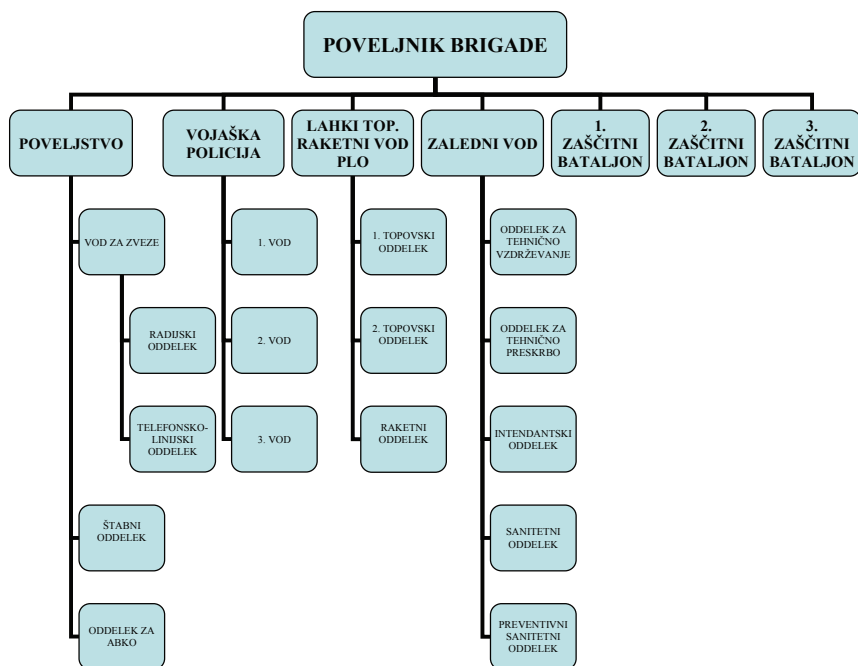 POVELJNIK BRIGADE
POVELJSTVO
VOJAŠKA
POLICIJA
LAHKI TOP.
RAKETNI VOD
PLO
ZALEDNI VOD
1.
ZAŠČITNI
BATALJON
2.
ZAŠČITNI
BATALJON
3.
ZAŠČITNI
BATALJON
VOD ZA ZVEZE
RADIJSKI
ODDELEK
TELEFONSKO-
LINIJSKI
ODDELEK
ŠTABNI
ODDELEK
ODDELEK ZA
ABKO
1. VOD
2. VOD
3. VOD
1. TOPOVSKI
ODDELEK
2. TOPOVSKI
ODDELEK
RAKETNI
ODDELEK
ODDELEK ZA
TEHNIČNO
VZDRŽEVANJE
ODDELEK ZA
TEHNIČNO
PRESKRBO
INTENDANTSKI
ODDELEK
SANITETNI
ODDELEK
PREVENTIVNI
SANITETNI
ODDELEK